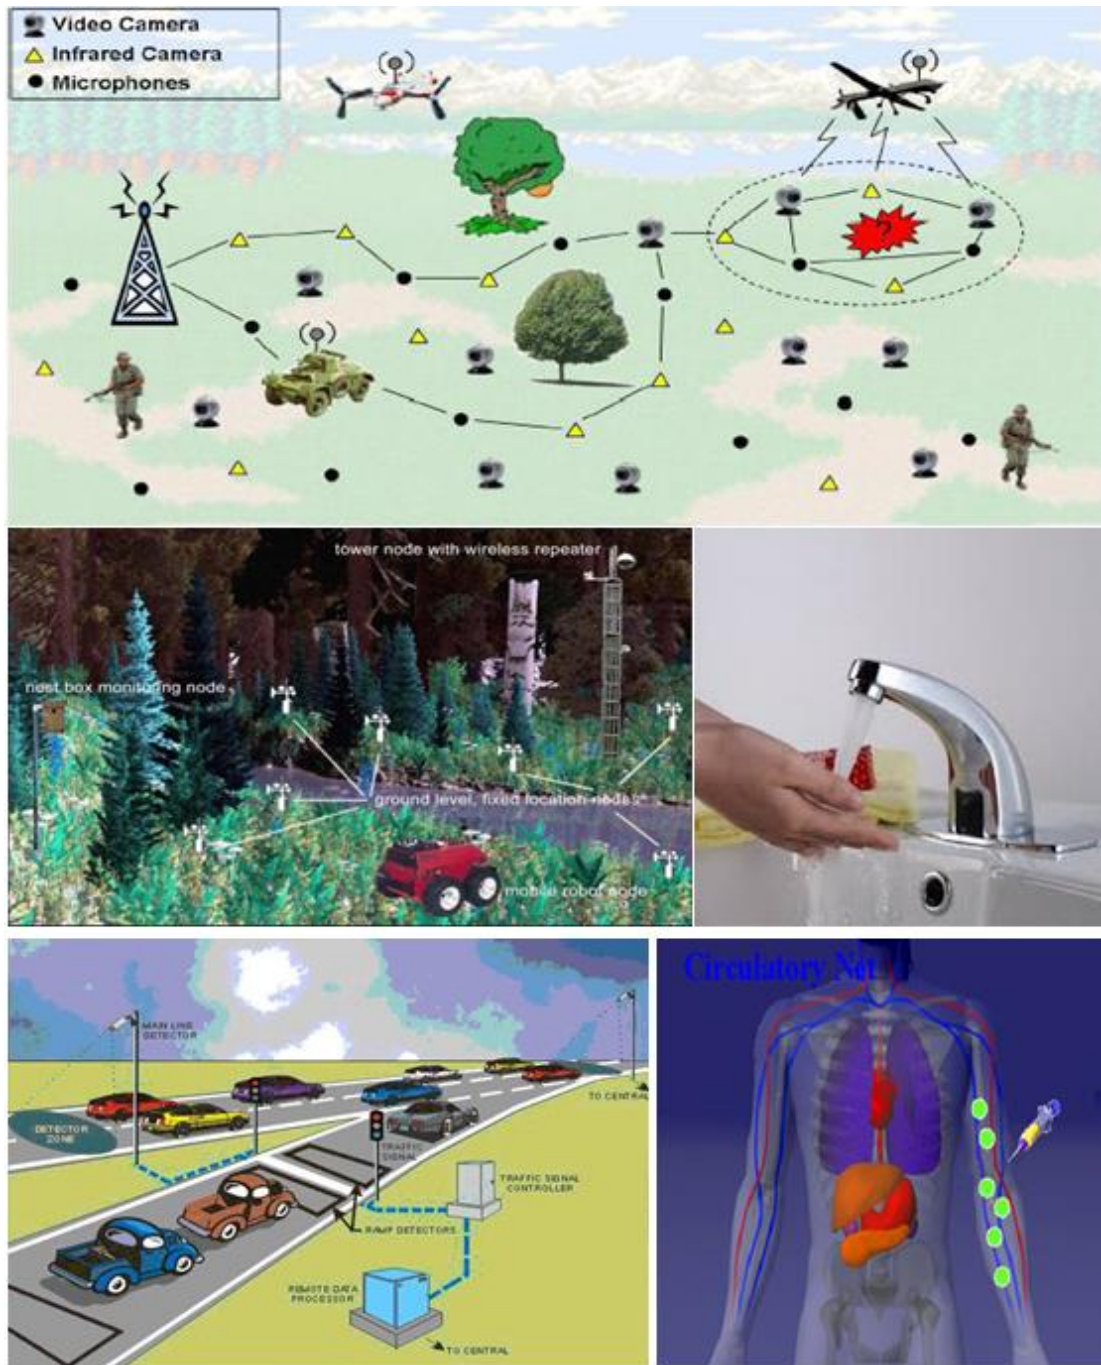 Video Camera
Infrared Camera
Microphones
?
tower node with wireless repeater
nest box monitoring node
ground level, fixed location nodes
mobile robot node
MAIN LINE
DETECTOR
TO CENTRAL
DETECTOR
ZONE
TRAFFIC
SIGNAL
TRAFFIC SIGNAL
CONTROLLER
RAMP DETECTORS
REMOTE DATA
PROCESSOR
TO CENTRAL
Circulatory Net